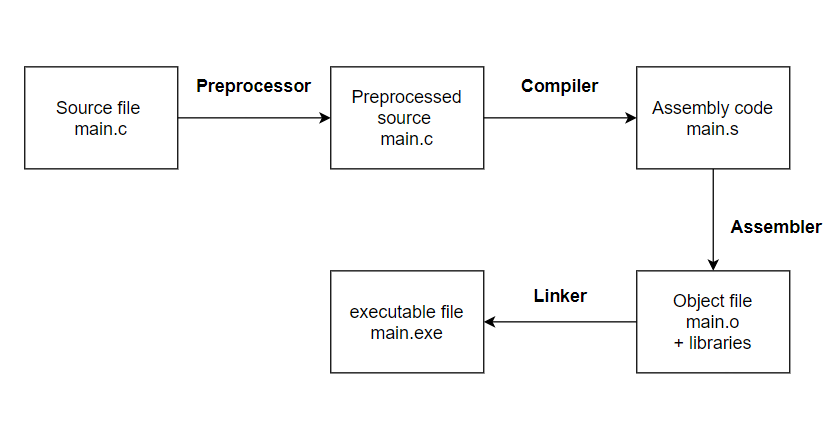 Source file
main.c
Preprocessor
Preprocessed
source
main.c
Compiler
Assembly code
main.s
Assembler
Object file
main.o
+ libraries
Linker
executable file
main.exe